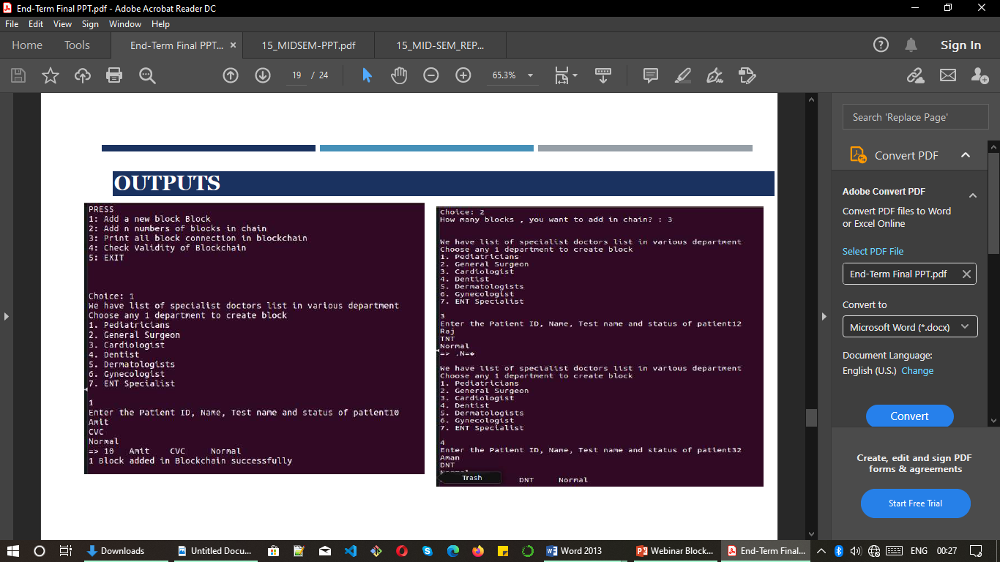 End-Term Final PPT.pdf - Adobe Acrobat Reader DC
File Edit View Sign Window Help
Home Tools End-Term Final PPT... × 15_MIDSEM-PPT.pdf 15_MID-SEM_REP... Sign In
19 / 24 65.3%
Search 'Replace Page'
Convert PDF
Adobe Convert PDF
Convert PDF files to Word
or Excel Online
Select PDF File
End-Term Final PPT.pdf
Convert to
Microsoft Word (*.docx)
Document Language:
English (U.S.) Change
Convert
Create, edit and sign PDF
forms & agreements
Start Free Trial
OUTPUTS
PRESS
1: Add a new block Block
2: Add n numbers of blocks in chain
3: Print all block connection in blockchain
4: Check Validity of Blockchain
5: EXIT
Choice: 1
We have list of specialist doctors list in various department
Choose any 1 department to create block
1. Pediatricians
2. General Surgeon
3. Cardiologist
4. Dentist
5. Dermatologists
6. Gynecologist
7. ENT Specialist
1
Enter the Patient ID, Name, Test name and status of patient10
Amit
CVC
Normal
=> 10 Amit CVC Normal
1 Block added in Blockchain successfully
Choice: 2
How many blocks , you want to add in chain? : 3
We have list of specialist doctors list in various department
Choose any 1 department to create block
1. Pediatricians
2. General Surgeon
3. Cardiologist
4. Dentist
5. Dermatologists
6. Gynecologist
7. ENT Specialist
3
Enter the Patient ID, Name, Test name and status of patient12
Raj
TNT
Normal
=> .N=�
We have list of specialist doctors list in various department
Choose any 1 department to create block
1. Pediatricians
2. General Surgeon
3. Cardiologist
4. Dentist
5. Dermatologists
6. Gynecologist
7. ENT Specialist
4
Enter the Patient ID, Name, Test name and status of patient32
Aman
DNT
Trash DNT Normal
Downloads Untitled Docu... Word 2013 Webinar Block... End-Term Final... ENG 00:27